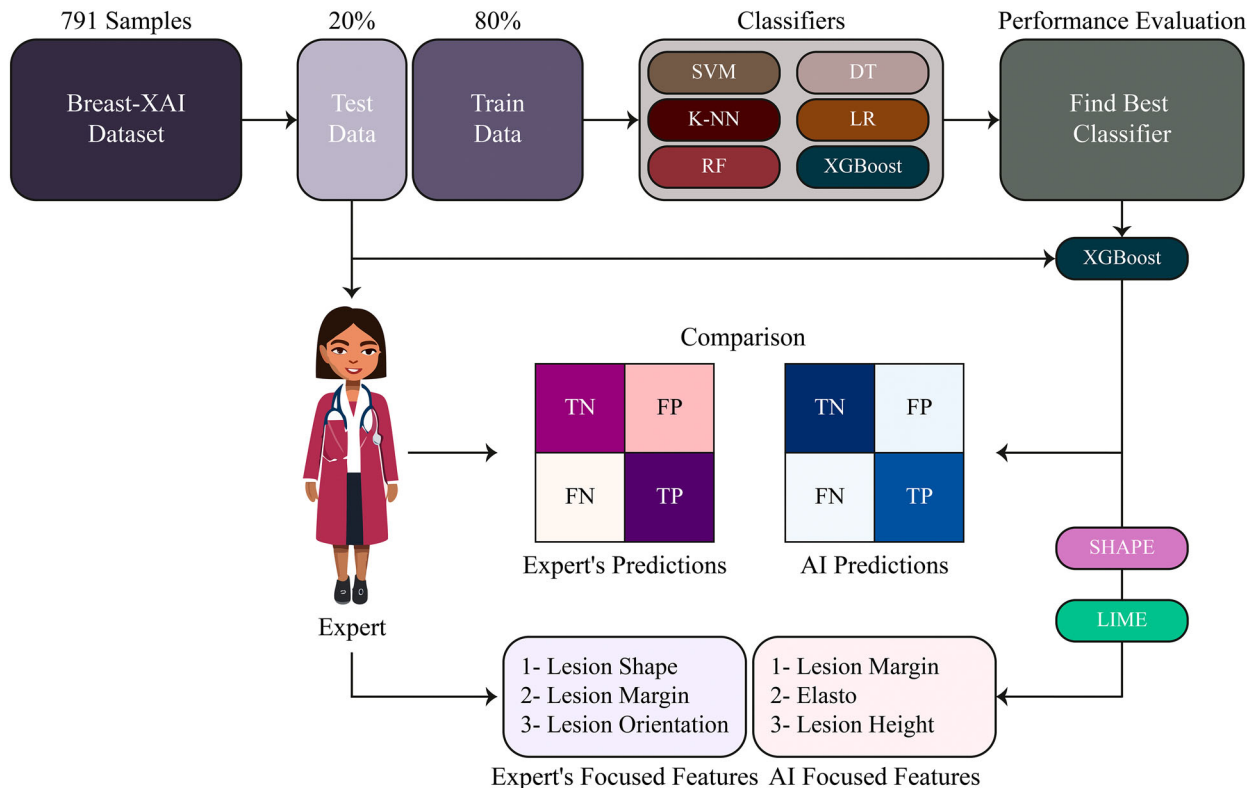 791 Samples
20%
80%
Classifiers
Performance Evaluation
Breast-XAI
Dataset
Test
Data
Train
Data
SVM
DT
K-NN
LR
RF
XGBoost
Find Best
Classifier
XGBoost
Comparison
TN
FP
FN
TP
Expert's Predictions
TN
FP
FN
TP
AI Predictions
SHAPE
LIME
Expert
1- Lesion Shape
2- Lesion Margin
3- Lesion Orientation
Expert's Focused Features
1- Lesion Margin
2- Elasto
3- Lesion Height
AI Focused Features